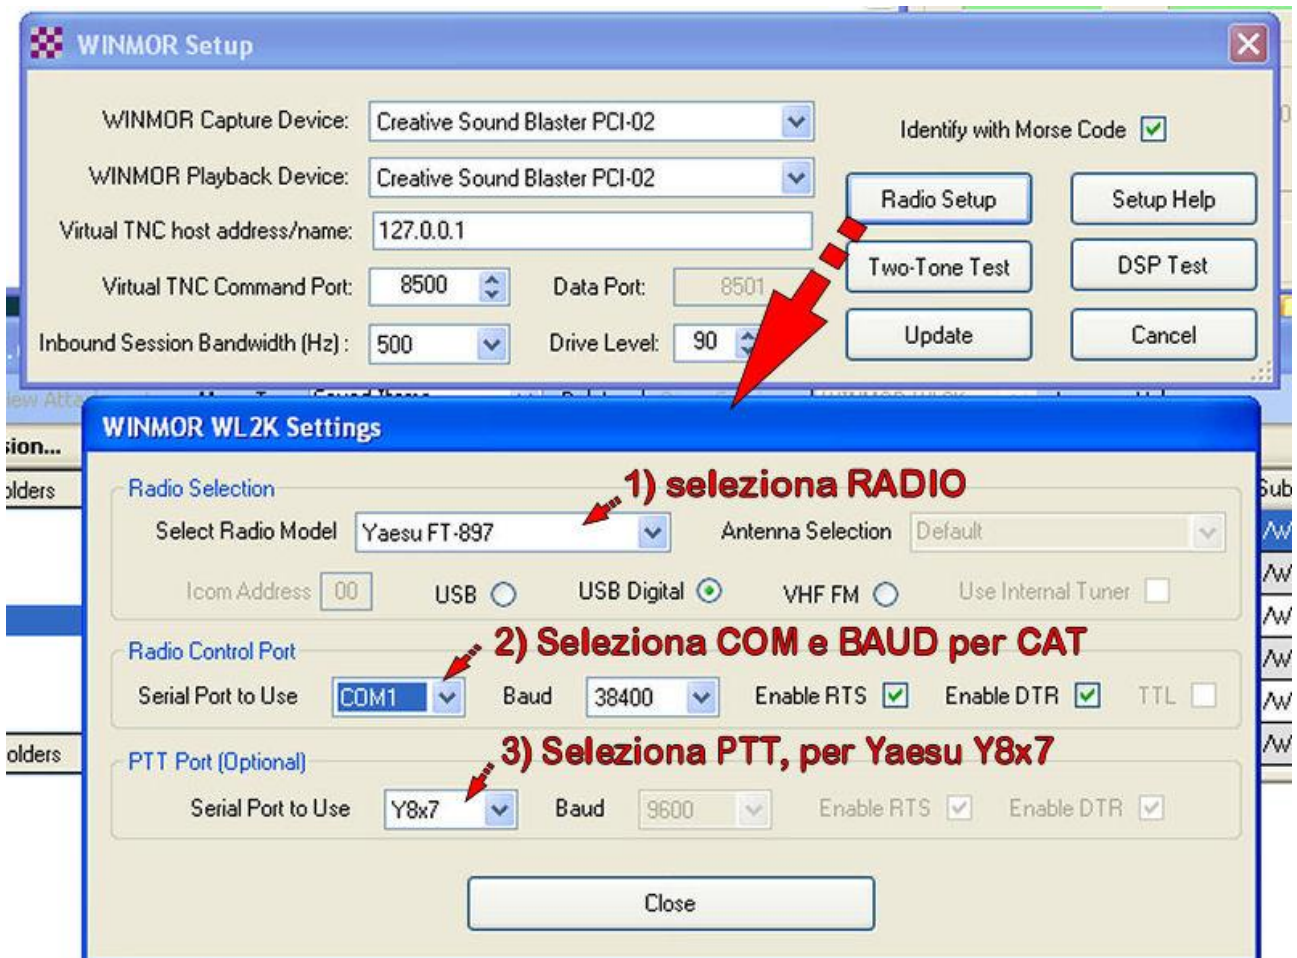 WINMOR Setup
WINMOR Capture Device: Creative Sound Blaster PCI-02 Identify with Morse Code
WINMOR Playback Device: Creative Sound Blaster PCI-02 Radio Setup Setup Help
Virtual TNC host address/name: 127.0.0.1
Two-Tone Test DSP Test
Virtual TNC Command Port: 8500 Data Port: 8501
Inbound Session Bandwidth (Hz) : 500 Drive Level: 90 Update Cancel
WINMOR WL2K Settings
sion...
olders
Sub
Radio Selection
1) seleziona RADIO
Select Radio Model Yaesu FT-897 Antenna Selection Default
Icom Address 00 USB USB Digital VHF FM Use Internal Tuner
Radio Control Port
2) Seleziona COM e BAUD per CAT
Serial Port to Use COM1 Baud 38400 Enable RTS Enable DTR TTL
olders
PTT Port (Optional)
3) Seleziona PTT, per Yaesu Y8x7
Serial Port to Use Y8x7 Baud 9600 Enable RTS Enable DTR
Close